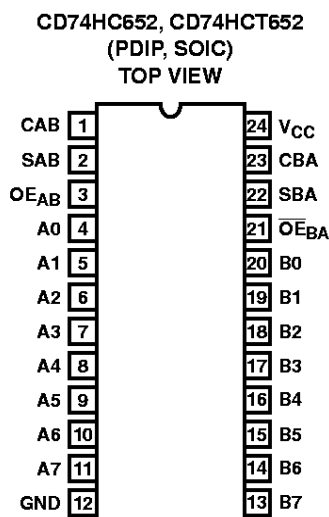 CD74HC652, CD74HCT652
(PDIP, SOIC)
TOP VIEW
CAB 1 24 VCC
SAB 2 23 CBA
OEAB 3 22 SBA
A0 4 21 O̅E̅BA
A1 5 20 B0
A2 6 19 B1
A3 7 18 B2
A4 8 17 B3
A5 9 16 B4
A6 10 15 B5
A7 11 14 B6
GND 12 13 B7